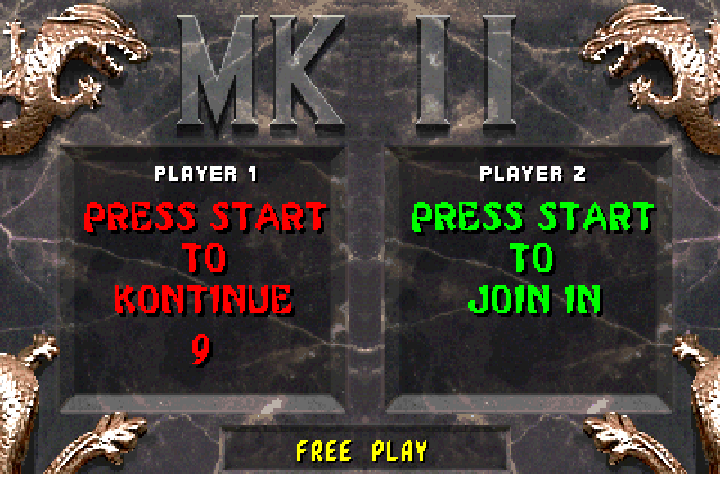 MK II
PLAYER 1
PRESS START
TO
KONTINUE
9
PLAYER 2
PRESS START
TO
JOIN IN
FREE PLAY